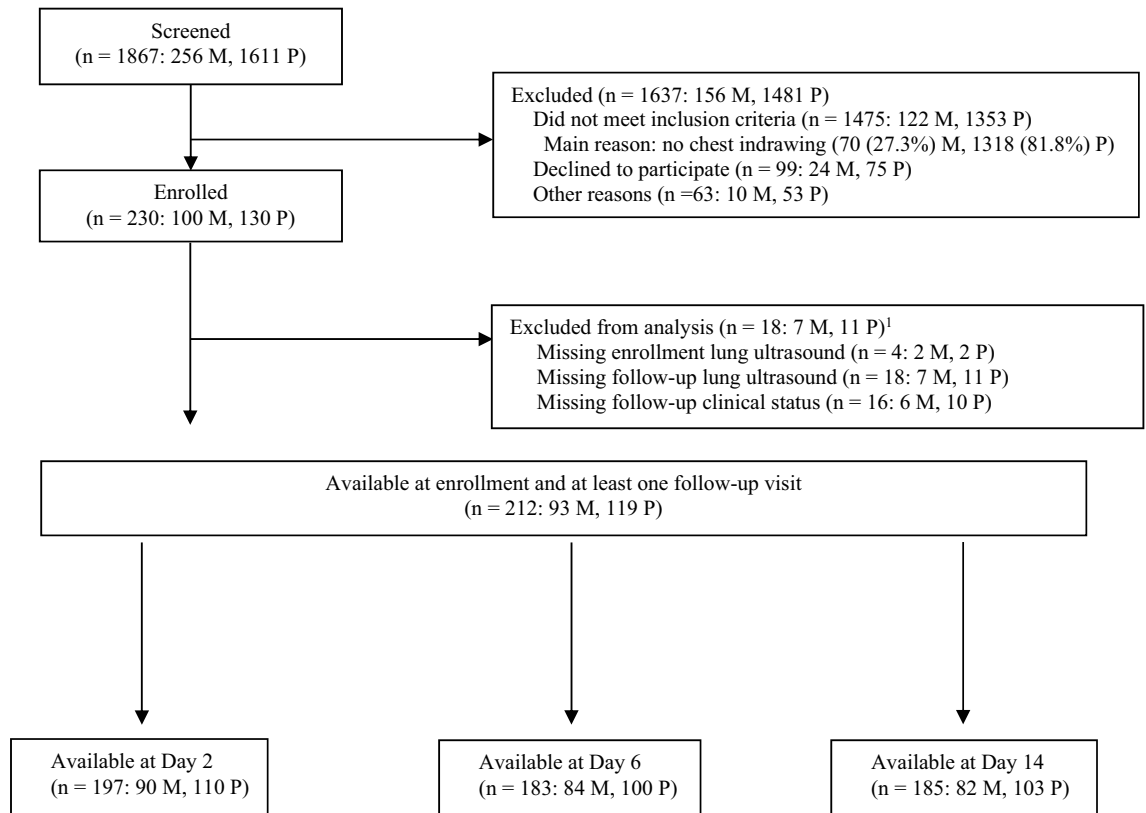 Screened
(n = 1867: 256 M, 1611 P)
Excluded (n = 1637: 156 M, 1481 P)
Did not meet inclusion criteria (n = 1475: 122 M, 1353 P)
Main reason: no chest indrawing (70 (27.3%) M, 1318 (81.8%) P)
Declined to participate (n = 99: 24 M, 75 P)
Other reasons (n =63: 10 M, 53 P)
Enrolled
(n = 230: 100 M, 130 P)
Excluded from analysis (n = 18: 7 M, 11 P)¹
Missing enrollment lung ultrasound (n = 4: 2 M, 2 P)
Missing follow-up lung ultrasound (n = 18: 7 M, 11 P)
Missing follow-up clinical status (n = 16: 6 M, 10 P)
Available at enrollment and at least one follow-up visit
(n = 212: 93 M, 119 P)
Available at Day 2
(n = 197: 90 M, 110 P)
Available at Day 6
(n = 183: 84 M, 100 P)
Available at Day 14
(n = 185: 82 M, 103 P)